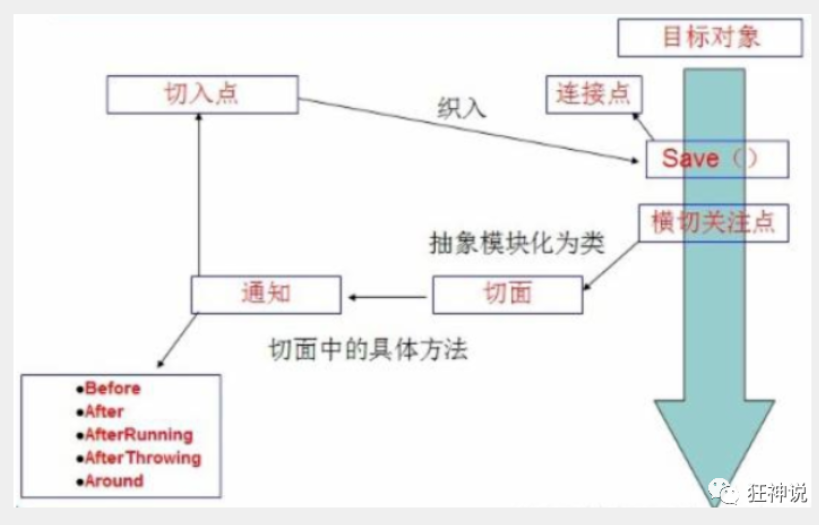 目标对象
切入点
连接点
织入
Save（）
横切关注点
抽象模块化为类
通知
切面
切面中的具体方法
●Before
●After
●AfterRunning
●AfterThrowing
●Around
狂神说